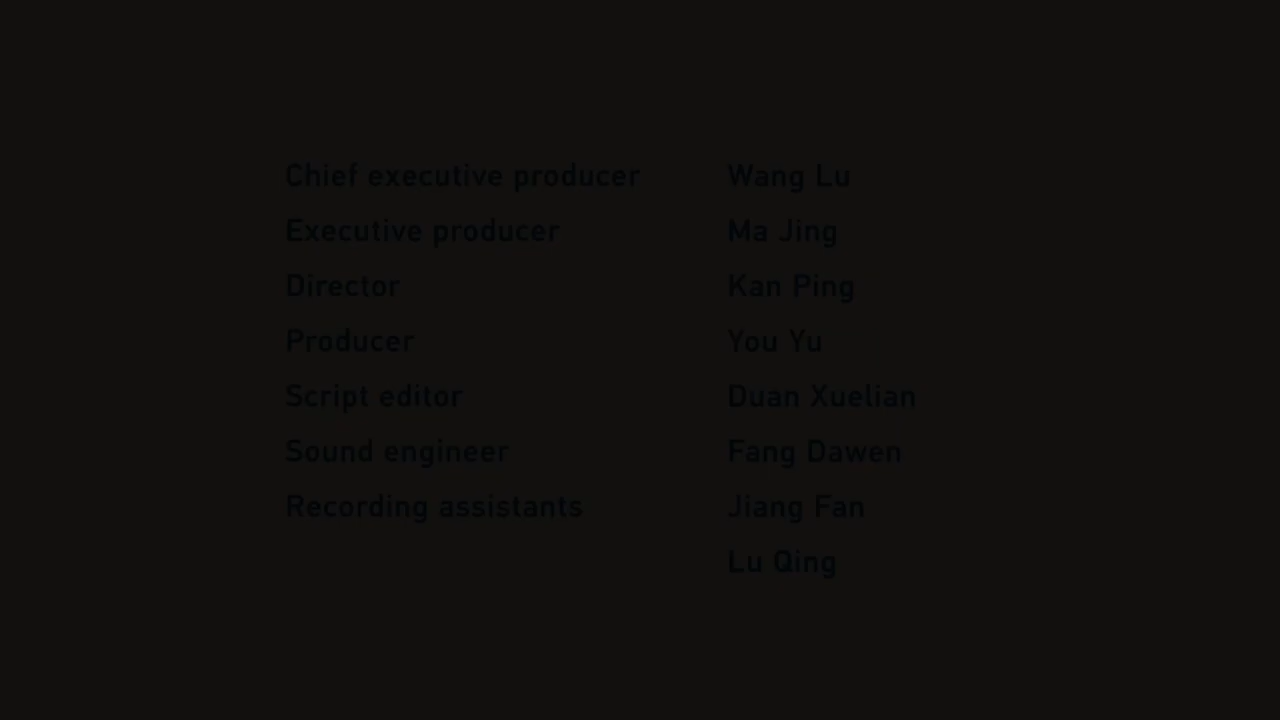 Chief executive producer Wang Lu
Executive producer Ma Jing
Director Kan Ping
Producer You Yu
Script editor Duan Xuelian
Sound engineer Fang Dawen
Recording assistants Jiang Fan
Lu Qing